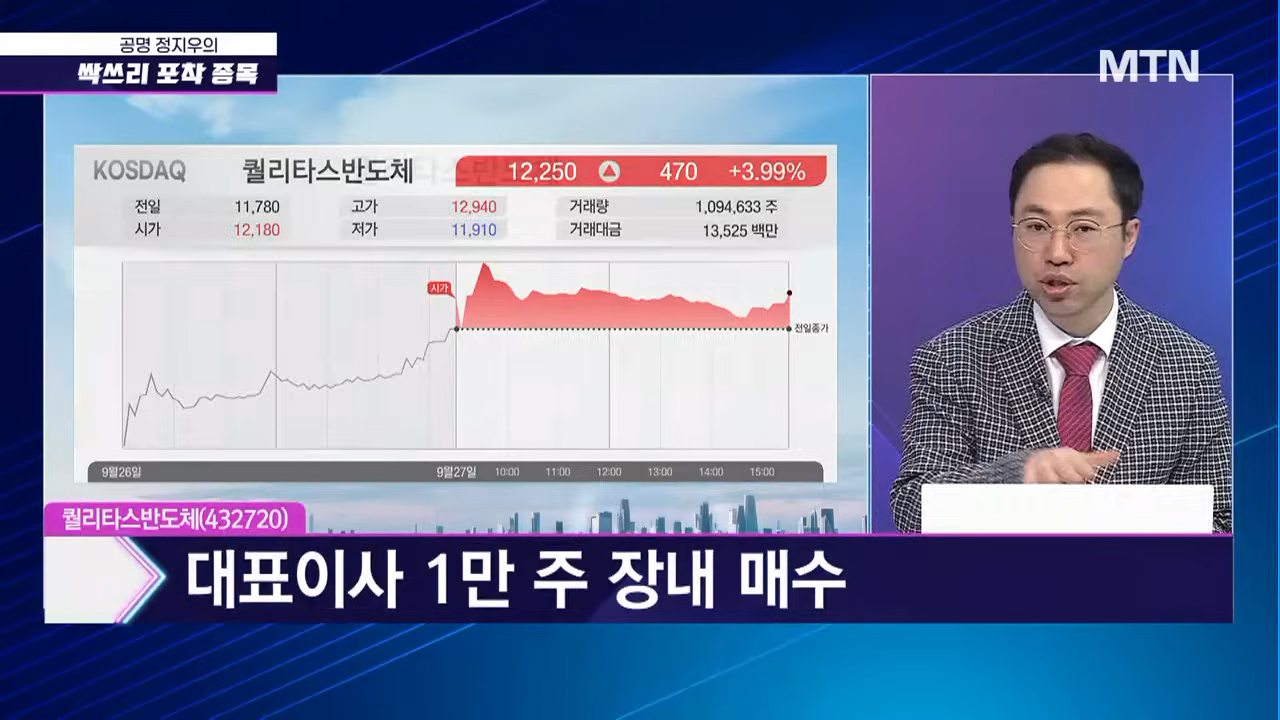 공명 정지우의
싹쓰리 포착 종목
MTN
KOSDAQ 퀄리타스반도체 12,250 ▲ 470 +3.99%
전일 11,780 고가 12,940 거래량 1,094,633 주
시가 12,180 저가 11,910 거래대금 13,525 백만
시가
전일종가
9월26일 9월27일 10:00 11:00 12:00 13:00 14:00 15:00
퀄리타스반도체(432720)
대표이사 1만 주 장내 매수